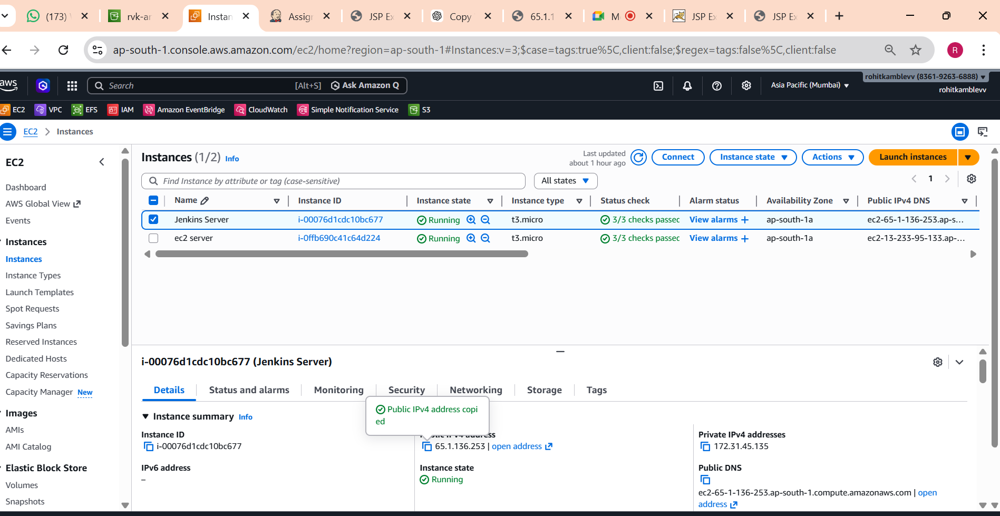 (173)
rvk-ar
Instan
Assign
JSP Ex
Copy
65.1.1
M
JSP Ex
JSP Ex
ap-south-1.console.aws.amazon.com/ec2/home?region=ap-south-1#Instances:v=3;$case=tags:true%5C,client:false;$regex=tags:false%5C,client:false
R
aws
Search
[Alt+S]
Ask Amazon Q
Asia Pacific (Mumbai)
rohitkamblevv (8361-9263-6888)
rohitkamblevv
EC2
VPC
EFS
IAM
Amazon EventBridge
CloudWatch
Simple Notification Service
S3
EC2
Instances
EC2
Dashboard
AWS Global View
Events
Instances
Instances
Instance Types
Launch Templates
Spot Requests
Savings Plans
Reserved Instances
Dedicated Hosts
Capacity Reservations
Capacity Manager New
Images
AMIs
AMI Catalog
Elastic Block Store
Volumes
Snapshots
Instances (1/2) Info
Last updated
about 1 hour ago
Connect
Instance state
Actions
Launch instances
Find Instance by attribute or tag (case-sensitive)
All states
1
Name Instance ID Instance state Instance type Status check Alarm status Availability Zone Public IPv4 DNS
Jenkins Server i-00076d1cdc10bc677 Running t3.micro 3/3 checks passec View alarms + ap-south-1a ec2-65-1-136-253.ap-s...
ec2 server i-0ffb690c41c64d224 Running t3.micro 3/3 checks passec View alarms + ap-south-1a ec2-13-233-95-133.ap-...
i-00076d1cdc10bc677 (Jenkins Server)
Details Status and alarms Monitoring Security Networking Storage Tags
Public IPv4 address copi
ed
Instance summary Info
Instance ID
i-00076d1cdc10bc677
IPv6 address
–
Public IPv4 address
65.1.136.253 | open address
Instance state
Running
Private IPv4 addresses
172.31.45.135
Public DNS
ec2-65-1-136-253.ap-south-1.compute.amazonaws.com | open
address